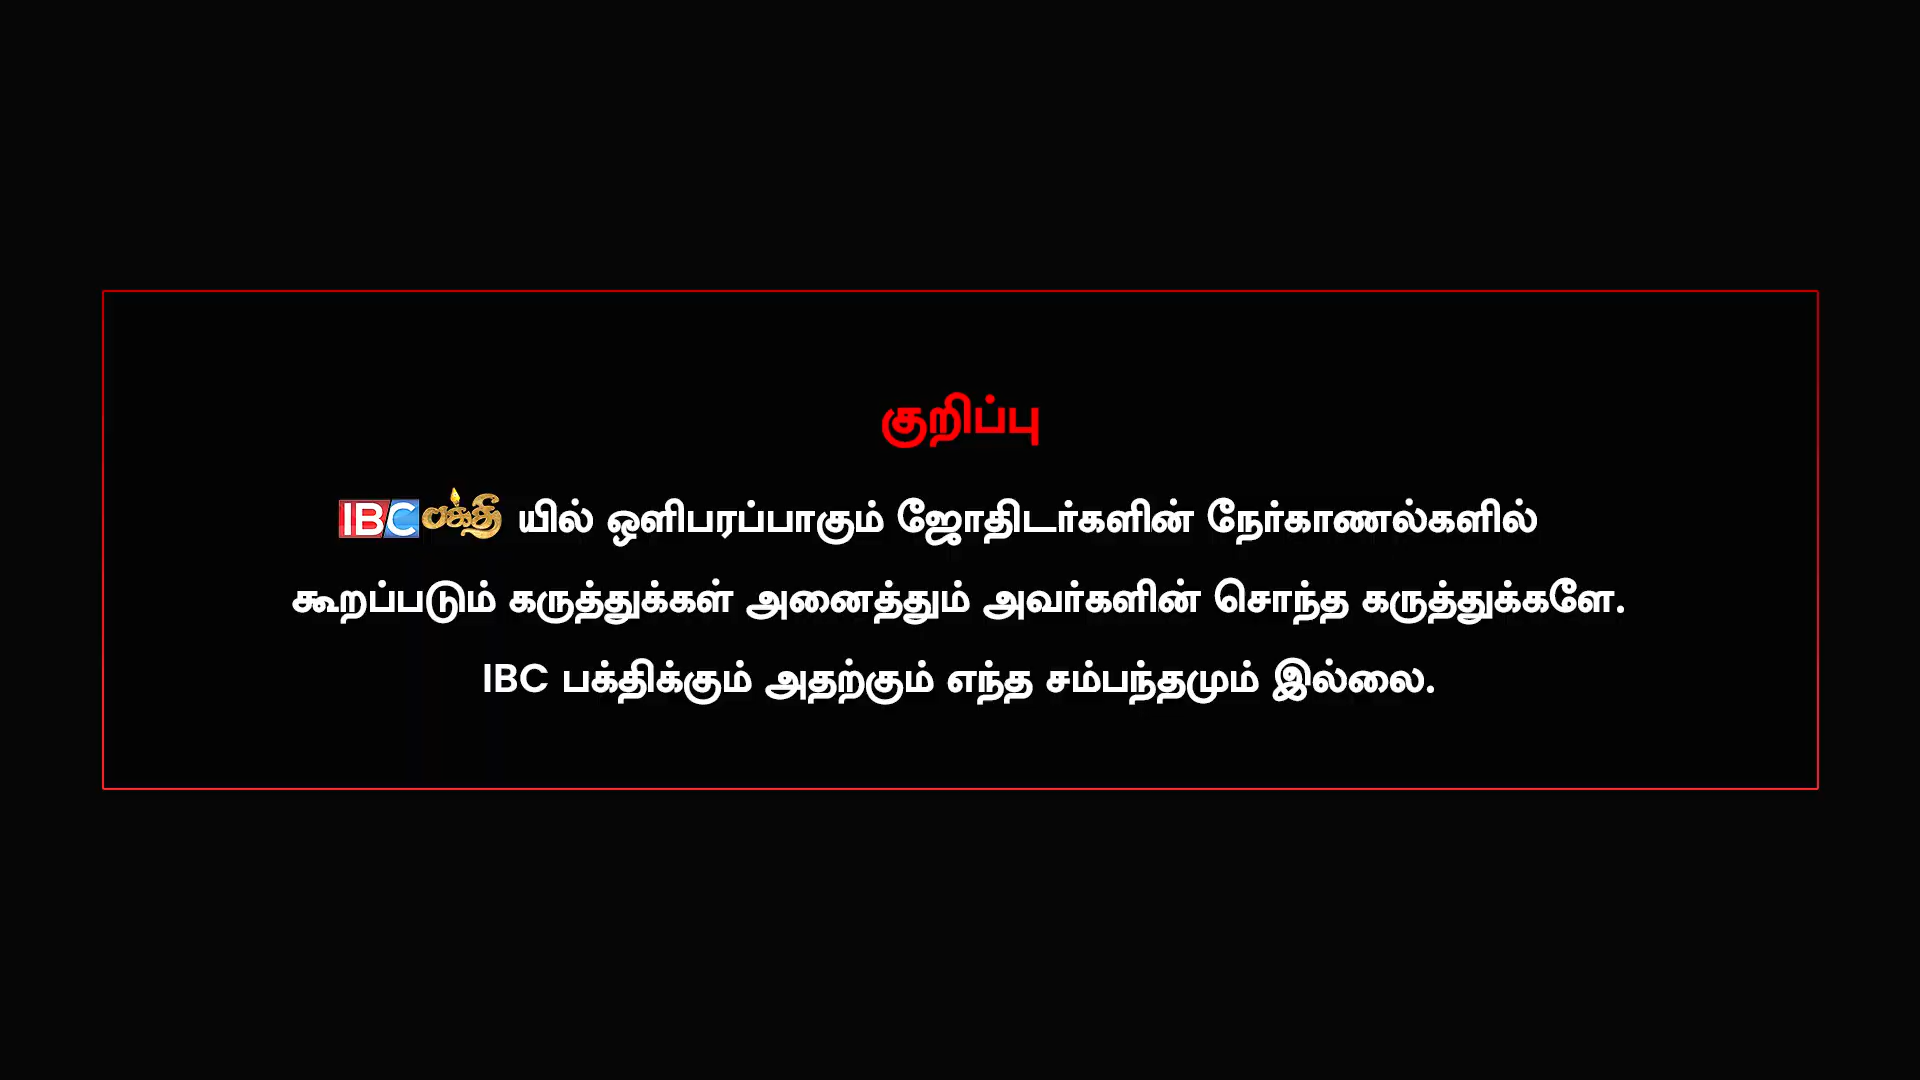 குறிப்பு
IBC பக்தி யில் ஒளிபரப்பாகும் ஜோதிடர்களின் நேர்காணல்களில்
கூறப்படும் கருத்துக்கள் அனைத்தும் அவர்களின் சொந்த கருத்துக்களே.
IBC பக்திக்கும் அதற்கும் எந்த சம்பந்தமும் இல்லை.